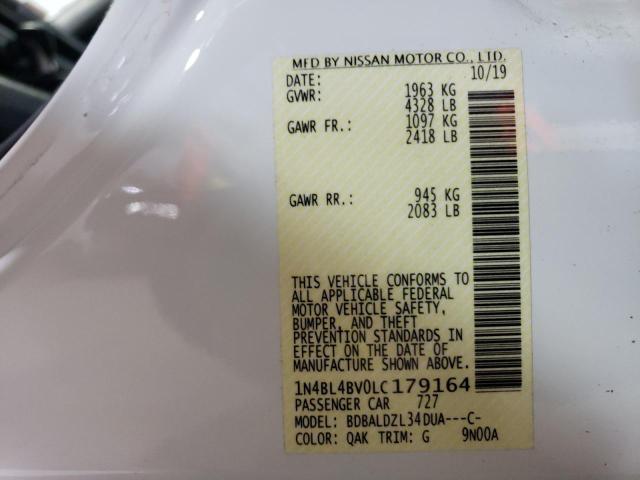 MFD BY NISSAN MOTOR CO., LTD.
DATE: 10/19
GVWR: 1963 KG
4328 LB
GAWR FR.: 1097 KG
2418 LB
GAWR RR.: 945 KG
2083 LB
THIS VEHICLE CONFORMS TO
ALL APPLICABLE FEDERAL
MOTOR VEHICLE SAFETY,
BUMPER, AND THEFT
PREVENTION STANDARDS IN
EFFECT ON THE DATE OF
MANUFACTURE SHOWN ABOVE.
1N4BL4BV0LC179164
PASSENGER CAR 727
MODEL: BDBALDZL34DUA---C-
COLOR: QAK TRIM: G 9N00A